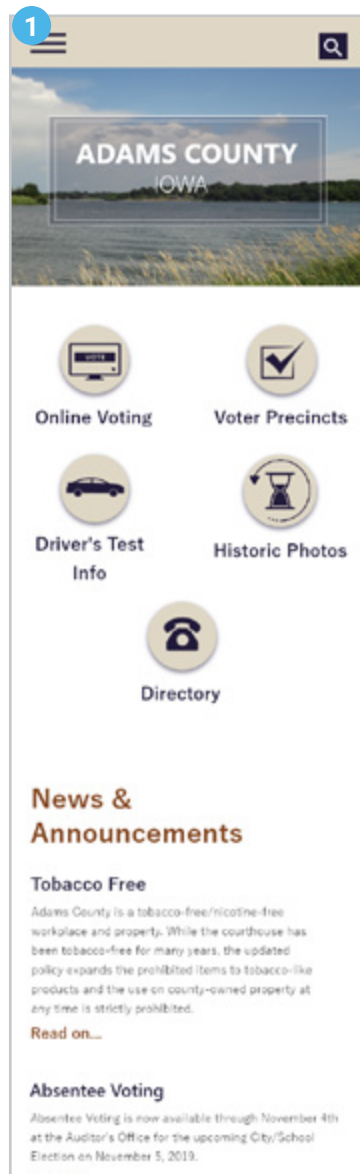 1
ADAMS COUNTY
IOWA
VOTE
Online Voting
Voter Precincts
Driver's Test
Info
Historic Photos
Directory
News &
Announcements
Tobacco Free
Adams County is a tobacco-free/nicotine-free
workplace and property. While the courthouse has
been tobacco-free for many years, the updated
policy expands the prohibited items to tobacco-like
products and the use on county-owned property at
any time is strictly prohibited.
Read on...
Absentee Voting
Absentee Voting is now available through November 4th
at the Auditor's Office for the upcoming City/School
Election on November 5, 2019.